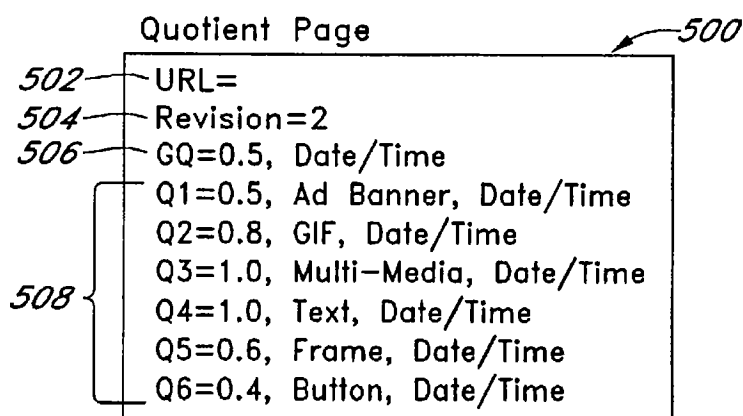 Quotient Page 500
502 URL=
504 Revision=2
506 GQ=0.5, Date/Time
Q1=0.5, Ad Banner, Date/Time
Q2=0.8, GIF, Date/Time
Q3=1.0, Multi-Media, Date/Time
508 Q4=1.0, Text, Date/Time
Q5=0.6, Frame, Date/Time
Q6=0.4, Button, Date/Time